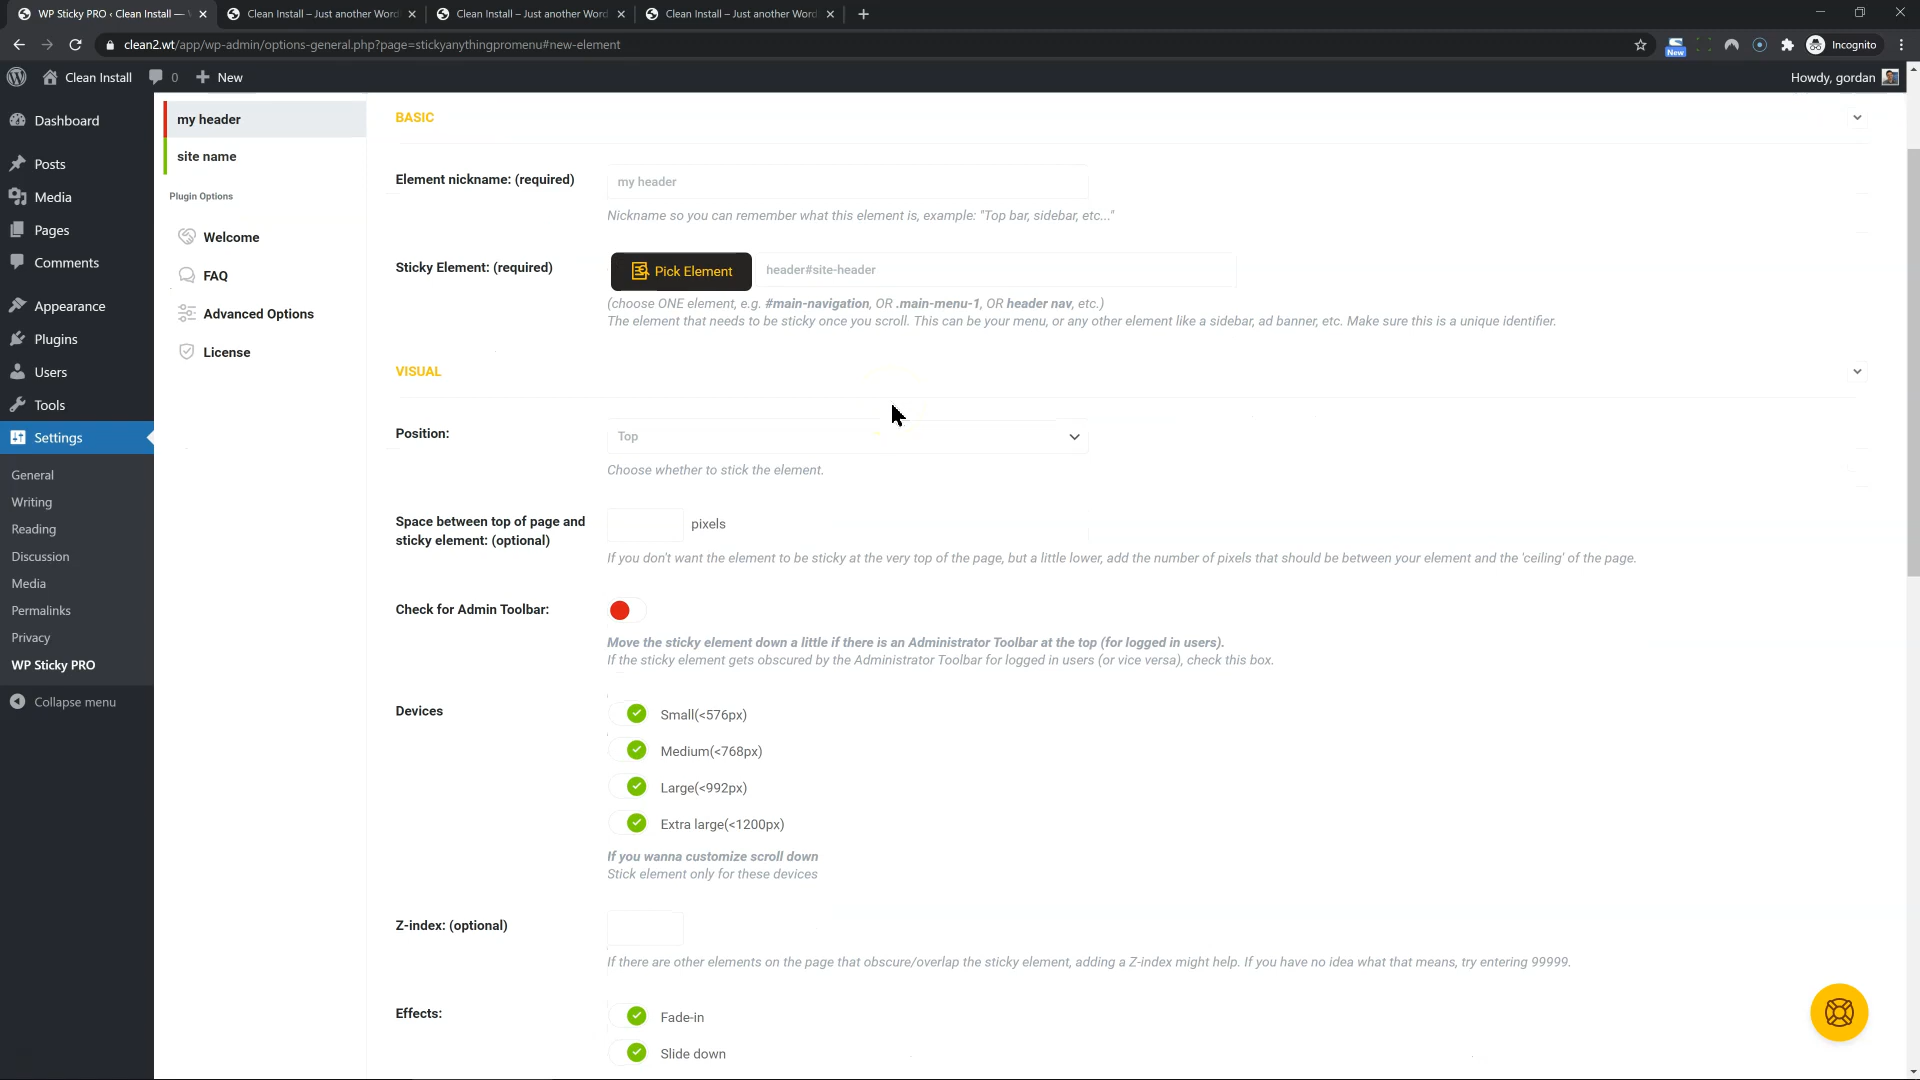 WP Sticky PRO ‹ Clean Install —
Clean Install – Just another Word
Clean Install – Just another Word
Clean Install – Just another Word
clean2.wt/app/wp-admin/options-general.php?page=stickyanythingpromenu#new-element
New
Incognito
Clean Install
0
New
Howdy, gordan
Dashboard
Posts
Media
Pages
Comments
Appearance
Plugins
Users
Tools
Settings
General
Writing
Reading
Discussion
Media
Permalinks
Privacy
WP Sticky PRO
Collapse menu
my header
site name
Plugin Options
Welcome
FAQ
Advanced Options
License
BASIC
Element nickname: (required)
my header
Nickname so you can remember what this element is, example: "Top bar, sidebar, etc..."
Sticky Element: (required)
Pick Element
header#site-header
(choose ONE element, e.g. #main-navigation, OR .main-menu-1, OR header nav, etc.)
The element that needs to be sticky once you scroll. This can be your menu, or any other element like a sidebar, ad banner, etc. Make sure this is a unique identifier.
VISUAL
Position:
Top
Choose whether to stick the element.
Space between top of page and
sticky element: (optional)
pixels
If you don't want the element to be sticky at the very top of the page, but a little lower, add the number of pixels that should be between your element and the 'ceiling' of the page.
Check for Admin Toolbar:
Move the sticky element down a little if there is an Administrator Toolbar at the top (for logged in users).
If the sticky element gets obscured by the Administrator Toolbar for logged in users (or vice versa), check this box.
Devices
Small(<576px)
Medium(<768px)
Large(<992px)
Extra large(<1200px)
If you wanna customize scroll down
Stick element only for these devices
Z-index: (optional)
If there are other elements on the page that obscure/overlap the sticky element, adding a Z-index might help. If you have no idea what that means, try entering 99999.
Effects:
Fade-in
Slide down